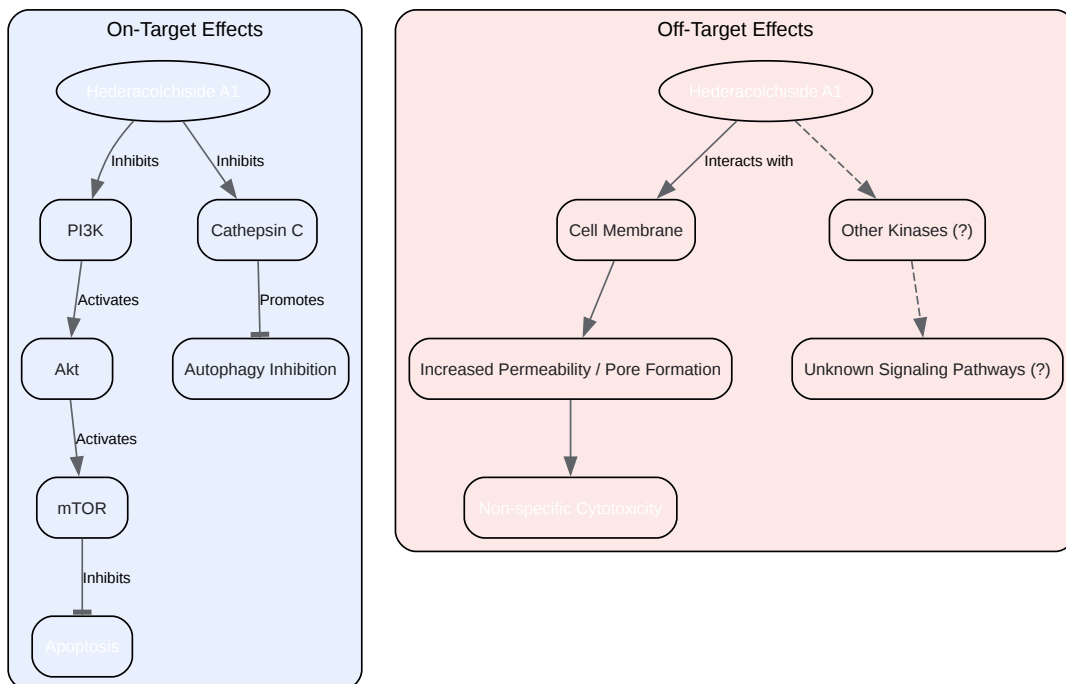 On-Target Effects
Hederacolchiside A1
Inhibits
Inhibits
PI3K
Cathepsin C
Activates
Promotes
Akt
Autophagy Inhibition
Activates
mTOR
Inhibits
Apoptosis
Off-Target Effects
Hederacolchiside A1
Interacts with
Cell Membrane
Other Kinases (?)
Increased Permeability / Pore Formation
Unknown Signaling Pathways (?)
Non-specific Cytotoxicity